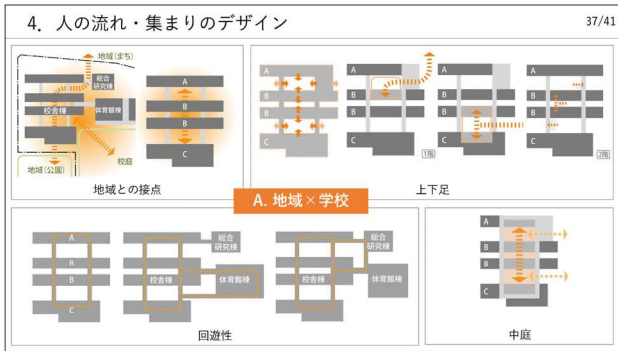 4. 人の流れ・集まりのデザイン
37/41
地域(まち)
総合
研究棟
校舎棟
体育館棟
校庭
地域(公園)
A
B
B
C
地域との接点
A
B
B
C
A
B
B
C
1階
A
B
B
C
A
B
B
C
2階
上下足
A. 地域×学校
A
B
B
C
総合
研究棟
校舎棟
体育館棟
総合
研究棟
校舎棟
体育館棟
回遊性
A
B
B
C
中庭